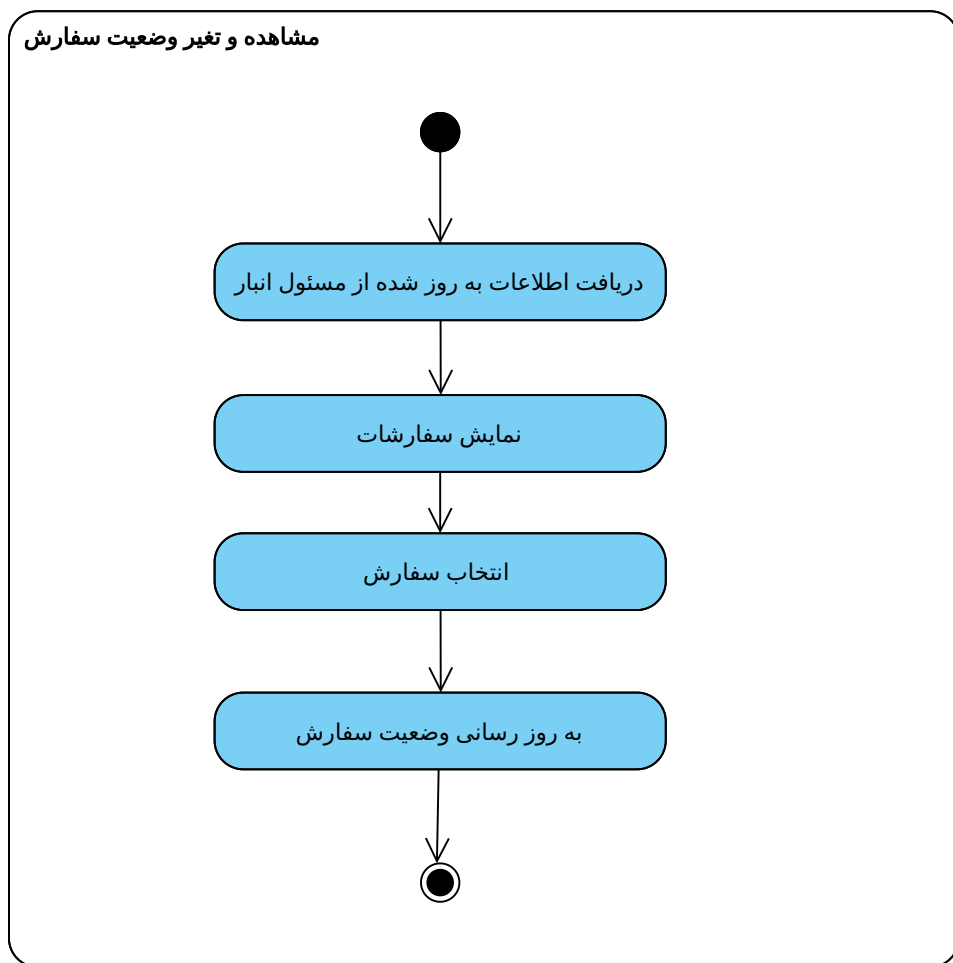 مشاهده و تغیر وضعیت سفارش
دریافت اطلاعات به روز شده از مسئول انبار
نمایش سفارشات
انتخاب سفارش
به روز رسانی وضعیت سفارش